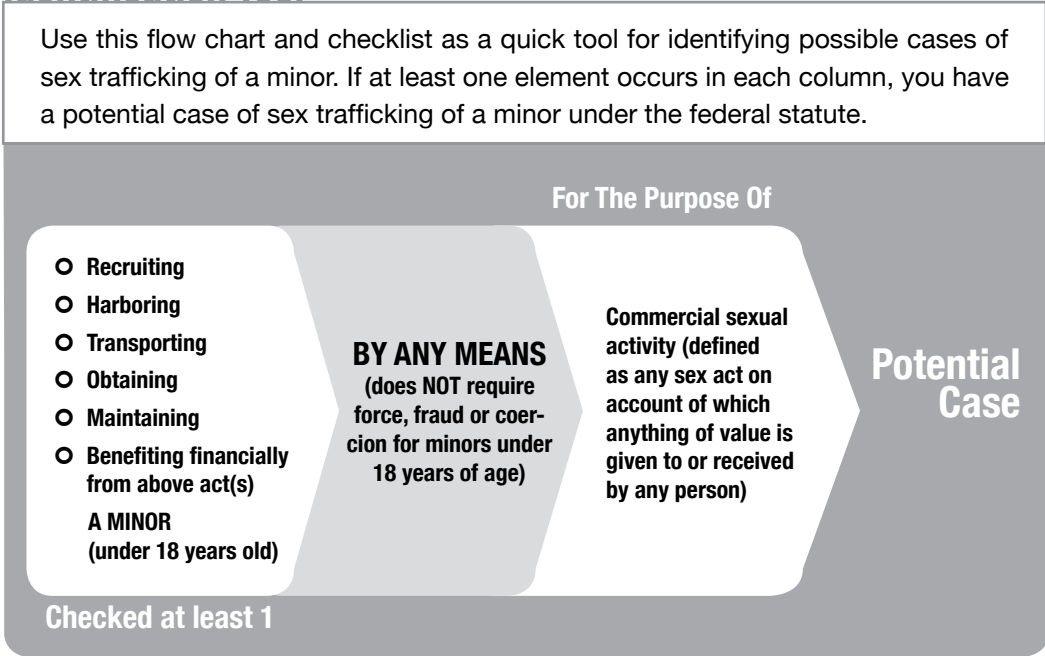 Use this flow chart and checklist as a quick tool for identifying possible cases of
sex trafficking of a minor. If at least one element occurs in each column, you have
a potential case of sex trafficking of a minor under the federal statute.
For The Purpose Of
Recruiting
Harboring
Transporting
Obtaining
Maintaining
Benefiting financially
from above act(s)
A MINOR
(under 18 years old)
BY ANY MEANS
(does NOT require
force, fraud or coer-
cion for minors under
18 years of age)
Commercial sexual
activity (defined
as any sex act on
account of which
anything of value is
given to or received
by any person)
Potential
Case
Checked at least 1